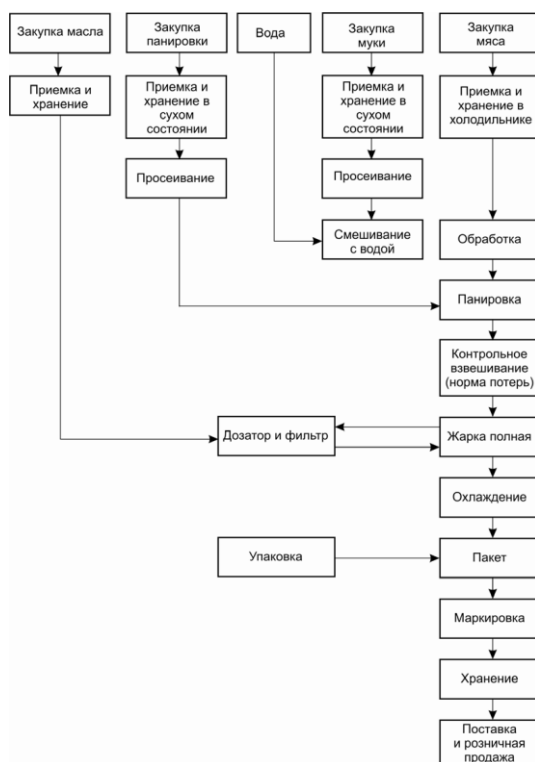 Закупка масла
Закупка
панировки
Вода
Закупка
муки
Закупка
мяса
Приемка и
хранение
Приемка и
хранение в
сухом
состоянии
Приемка и
хранение в
сухом
состоянии
Приемка и
хранение в
холодильнике
Просеивание
Просеивание
Смешивание
с водой
Обработка
Панировка
Контрольное
взвешивание
(норма потерь)
Дозатор и фильтр
Жарка полная
Охлаждение
Упаковка
Пакет
Маркировка
Хранение
Поставка
и розничная
продажа